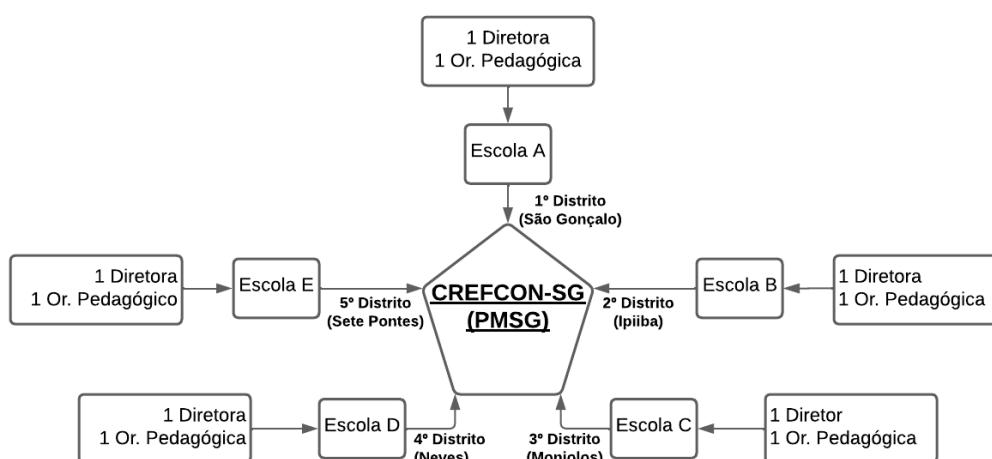 1 Diretora
1 Or. Pedagógica
Escola A
1º Distrito
(São Gonçalo)
1 Diretora
1 Or. Pedagógico
Escola E
5º Distrito
(Sete Pontes)
CREFCON-SG
(PMSG)
2º Distrito
(Ipiiba)
Escola B
1 Diretora
1 Or. Pedagógica
1 Diretora
1 Or. Pedagógica
Escola D
4º Distrito
(Neves)
3º Distrito
(Monjolos)
Escola C
1 Diretor
1 Or. Pedagógica